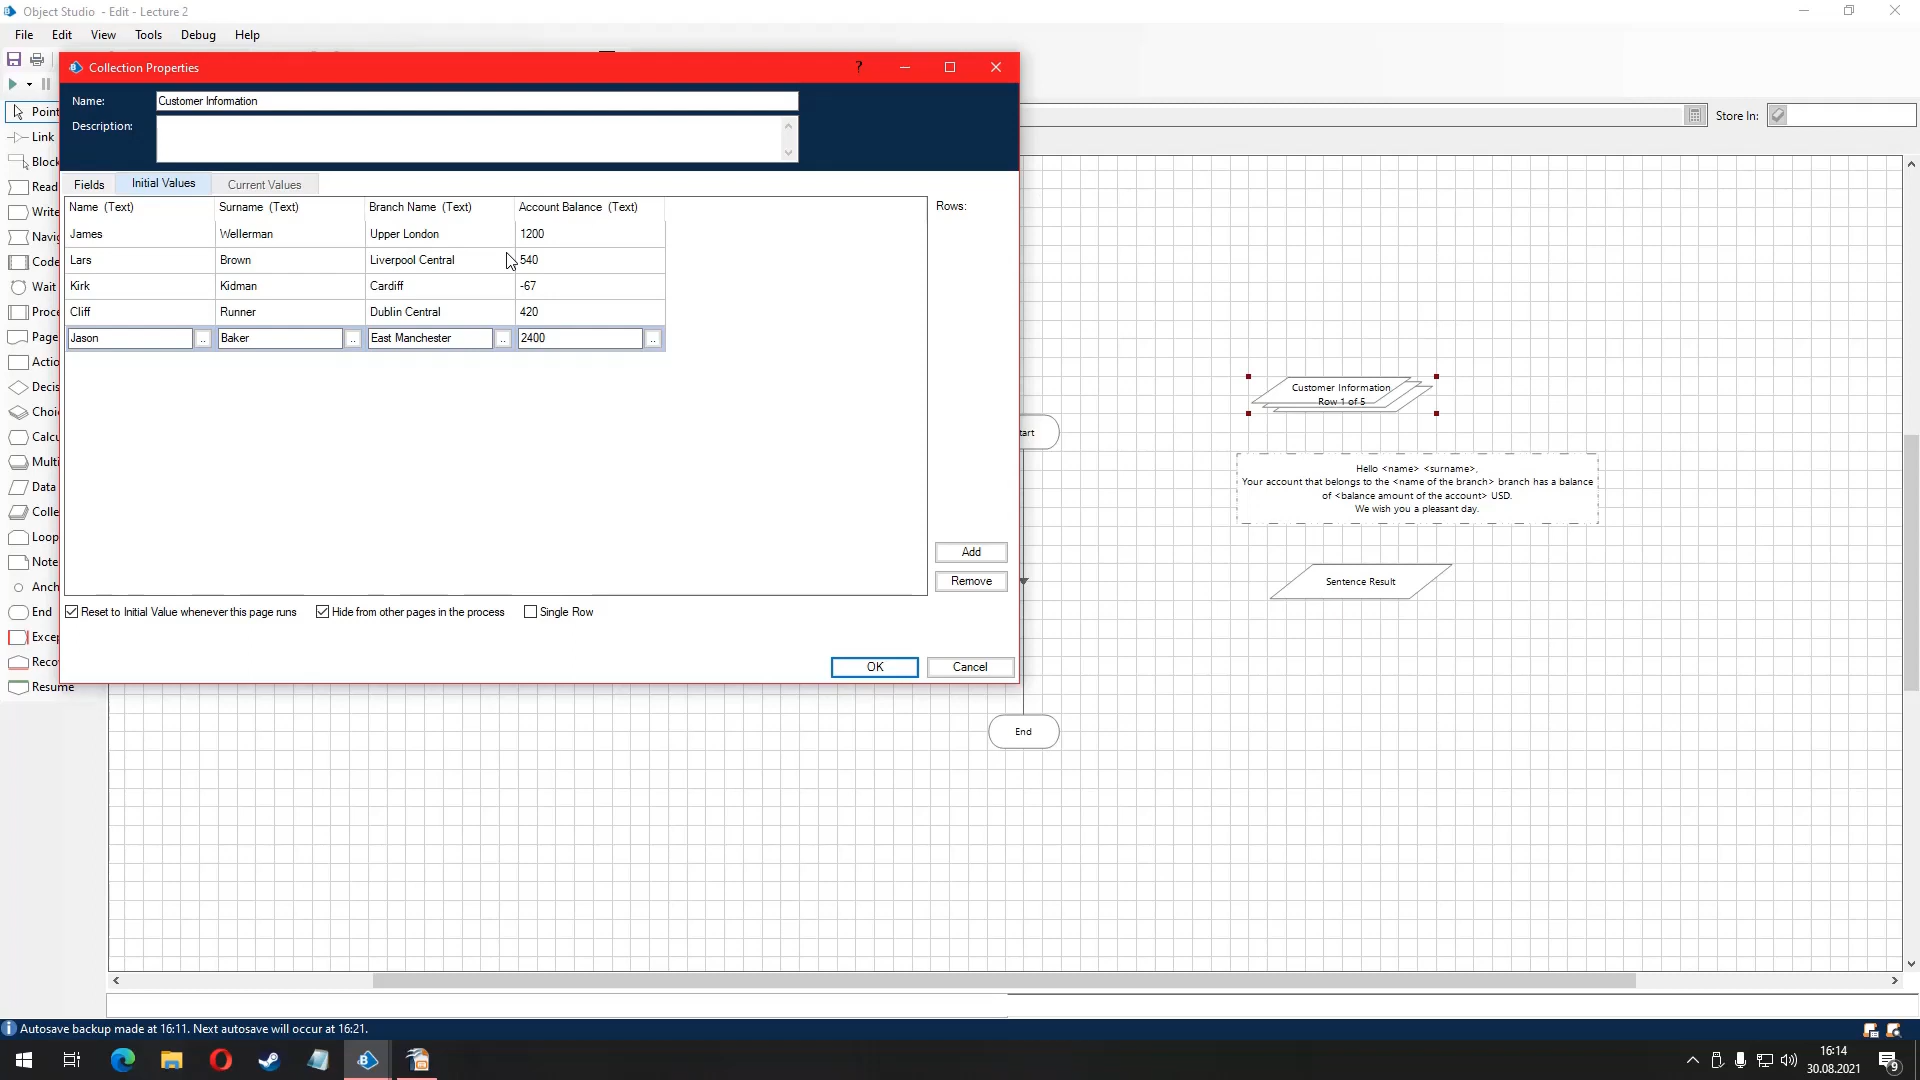 Object Studio - Edit - Lecture 2
File Edit View Tools Debug Help
Collection Properties ?
Name: Customer Information
Description:
Store In:
Fields Initial Values Current Values
Name (Text) Surname (Text) Branch Name (Text) Account Balance (Text)
Rows:
James Wellerman Upper London 1200
Lars Brown Liverpool Central 540
Kirk Kidman Cardiff -67
Cliff Runner Dublin Central 420
Jason .. Baker .. East Manchester .. 2400 ..
Add
Remove
Reset to Initial Value whenever this page runs Hide from other pages in the process Single Row
OK Cancel
Point
Link
Block
Read
Write
Navig
Code
Wait
Proce
Page
Actio
Decis
Choi
Calcu
Multi
Data
Colle
Loop
Note
Anch
End
Excep
Reco
Resume
Customer Information
Row 1 of 5
tart
Hello <name> <surname>,
Your account that belongs to the <name of the branch> branch has a balance
of <balance amount of the account> USD.
We wish you a pleasant day.
Sentence Result
End
Autosave backup made at 16:11. Next autosave will occur at 16:21.
16:14
30.08.2021
9